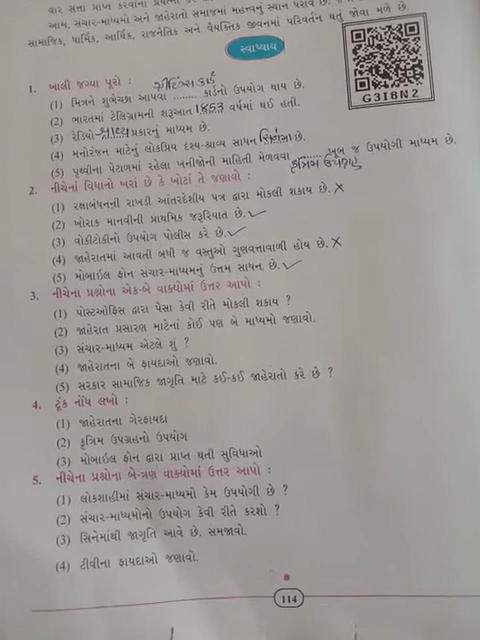 વાર સત્તા પ્રાપ્ત કરવાના
આમ, સંચાર-માધ્યમો અને જાહેરાતો સમાજમાં મહત્ત્વનું સ્થાન ધરાવે છે.
સામાજિક, ધાર્મિક, આર્થિક, રાજનૈતિક અને વૈયક્તિક જીવનમાં પરિવર્તન થતું જોવા મળે છે.
સ્વાધ્યાય
G3I8N2
1. ખાલી જગ્યા પૂરો :
(1) મિત્રને શુભેચ્છા આપવા ગ્રીટિંગ્સ કાર્ડ ........ કાર્ડનો ઉપયોગ થાય છે.
(2) ભારતમાં ટેલિગ્રામની શરૂઆત 1853 વર્ષમાં થઈ હતી.
(3) રેડિયો શ્રાવ્ય પ્રકારનું માધ્યમ છે.
(4) મનોરંજન માટેનું લોકપ્રિય દૃશ્ય-શ્રાવ્ય સાધન સિનેમા છે.
(5) પૃથ્વીના પેટાળમાં રહેલા ખનીજોની માહિતી મેળવવા ........ ખૂબ જ ઉપયોગી માધ્યમ છે.
કૃત્રિમ ઉપગ્રહ
2. નીચેનાં વિધાનો ખરાં છે કે ખોટાં તે જણાવો :
(1) રક્ષાબંધનની રાખડી આંતરદેશીય પત્ર દ્વારા મોકલી શકાય છે. ✗
(2) ખોરાક માનવીની પ્રાથમિક જરૂરિયાત છે. ✓
(3) વોકીટોકીનો ઉપયોગ પોલીસ કરે છે. ✓
(4) જાહેરાતમાં આવતી બધી જ વસ્તુઓ ગુણવત્તાવાળી હોય છે. ✗
(5) મોબાઇલ ફોન સંચાર-માધ્યમનું ઉત્તમ સાધન છે. ✓
3. નીચેના પ્રશ્નોના એક-બે વાક્યોમાં ઉત્તર આપો :
(1) પોસ્ટઓફિસ દ્વારા પૈસા કેવી રીતે મોકલી શકાય ?
(2) જાહેરાત પ્રસારણ માટેનાં કોઈ પણ બે માધ્યમો જણાવો.
(3) સંચાર-માધ્યમ એટલે શું ?
(4) જાહેરાતના બે ફાયદાઓ જણાવો.
(5) સરકાર સામાજિક જાગૃતિ માટે કઈ-કઈ જાહેરાતો કરે છે ?
4. ટૂંક નોંધ લખો :
(1) જાહેરાતના ગેરફાયદા
(2) કૃત્રિમ ઉપગ્રહનો ઉપયોગ
(3) મોબાઇલ ફોન દ્વારા પ્રાપ્ત થતી સુવિધાઓ
5. નીચેના પ્રશ્નોના બે-ત્રણ વાક્યોમાં ઉત્તર આપો :
(1) લોકશાહીમાં સંચાર-માધ્યમો કેમ ઉપયોગી છે ?
(2) સંચાર-માધ્યમોનો ઉપયોગ કેવી રીતે કરશો ?
(3) સિનેમાંથી જાગૃતિ આવે છે. સમજાવો.
(4) ટીવીના ફાયદાઓ જણાવો.
114